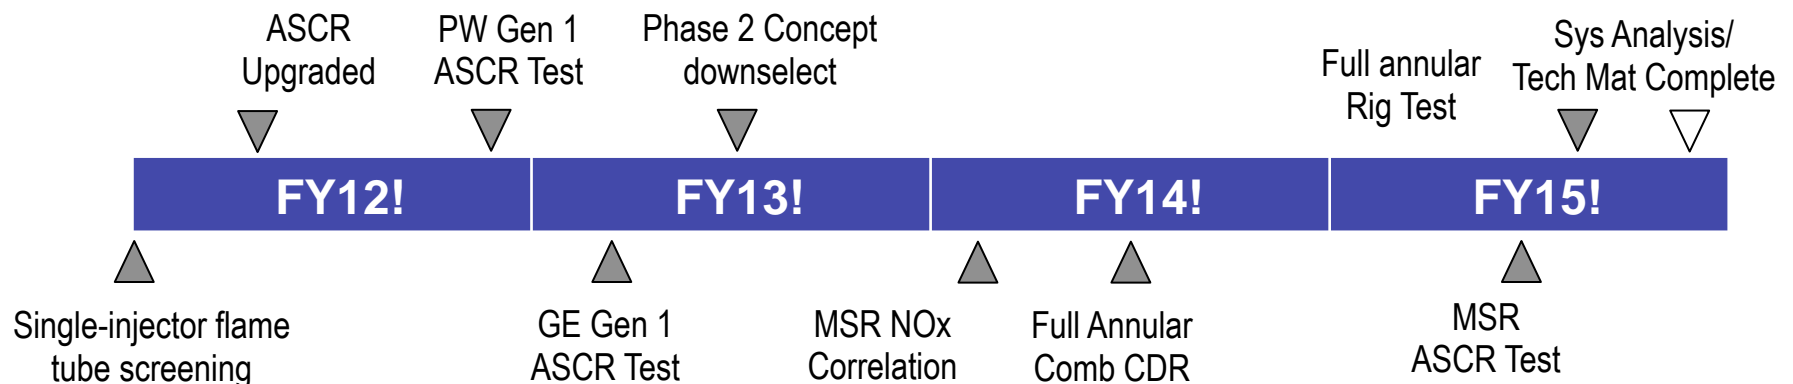 ASCR
Upgraded
PW Gen 1
ASCR Test
Phase 2 Concept
downselect
Full annular
Rig Test
Sys Analysis/
Tech Mat Complete
FY12!
FY13!
FY14!
FY15!
Single-injector flame
tube screening
GE Gen 1
ASCR Test
MSR NOx
Correlation
Full Annular
Comb CDR
MSR
ASCR Test